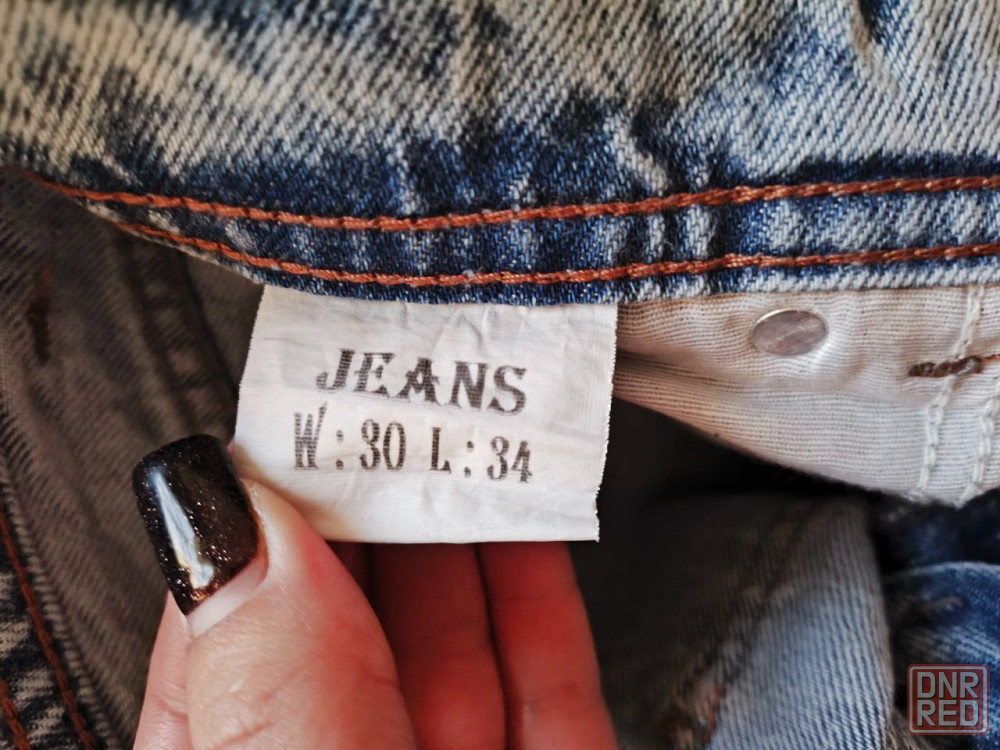 JEANS
W : 30 L : 34
DNR
RED